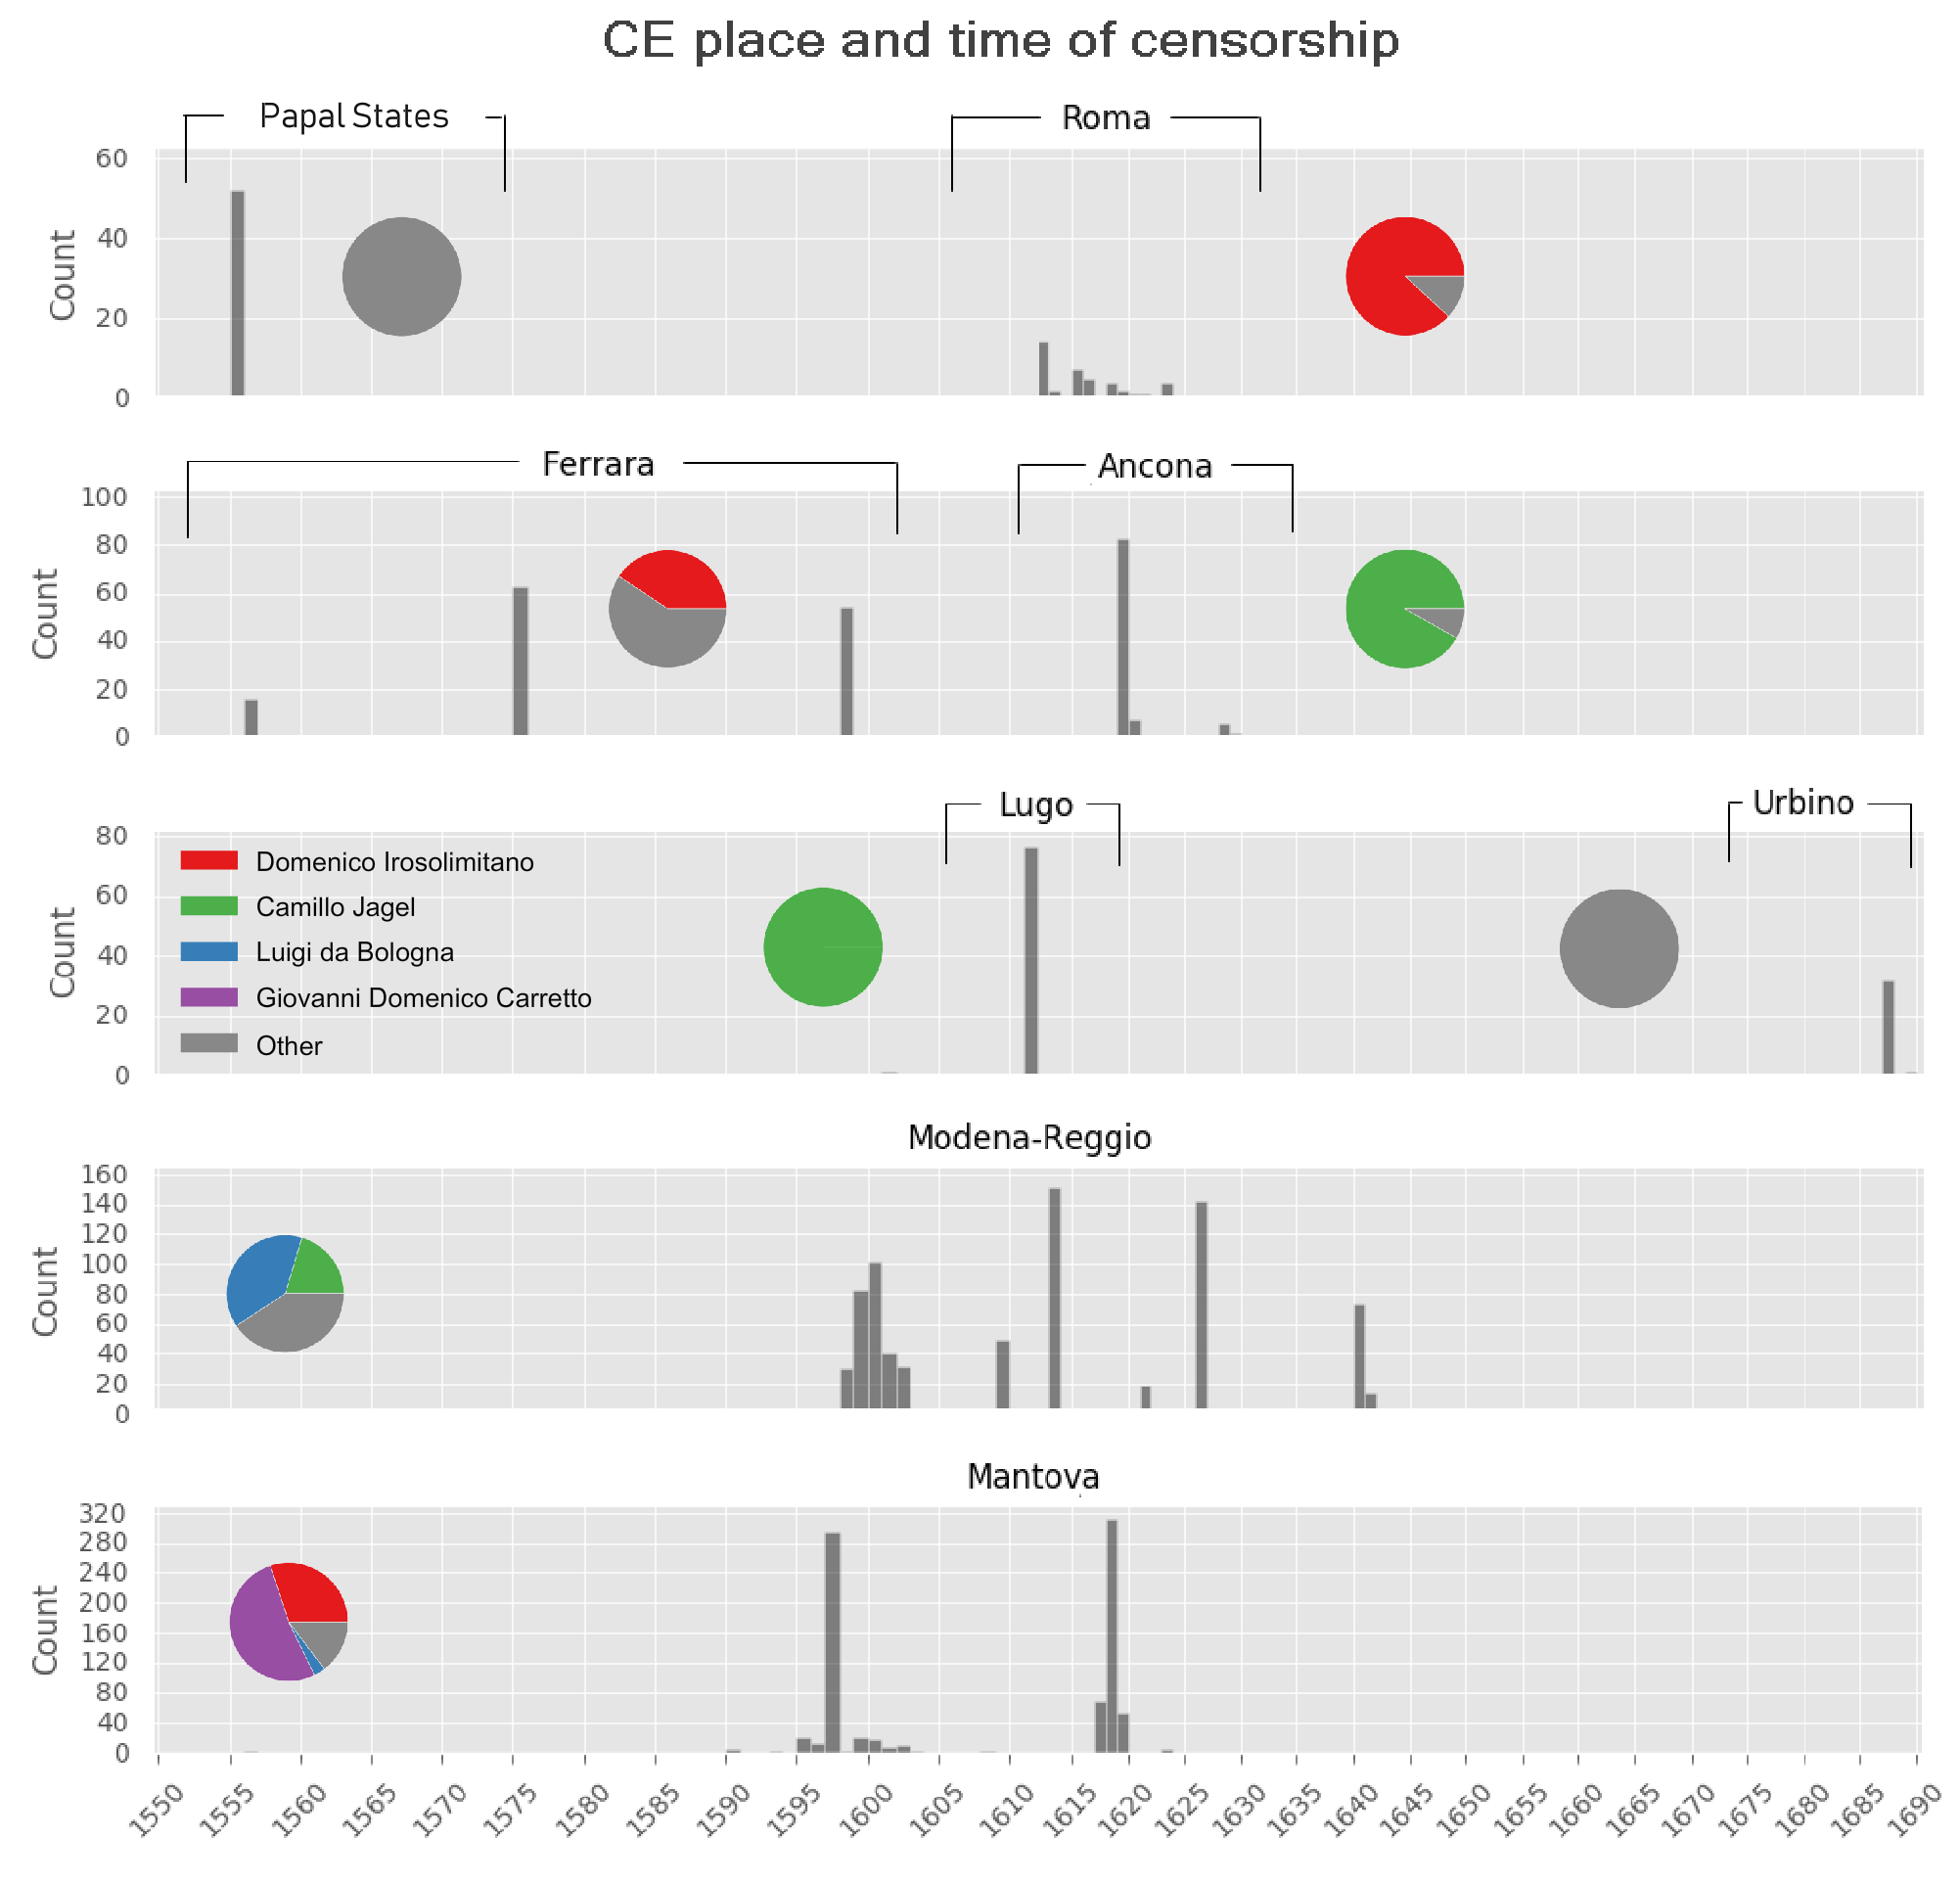 CE place and time of censorship
Papal States
Roma
60
40
20
0
Count
Ferrara
Ancona
100
80
60
40
20
0
Count
Lugo
Urbino
80
60
40
20
0
Count
Domenico Irosolimitano
Camillo Jagel
Luigi da Bologna
Giovanni Domenico Carretto
Other
Modena-Reggio
160
140
120
100
80
60
40
20
0
Count
Mantova
320
280
240
200
160
120
80
40
0
Count
1550 1555 1560 1565 1570 1575 1580 1585 1590 1595 1600 1605 1610 1615 1620 1625 1630 1635 1640 1645 1650 1655 1660 1665 1670 1675 1680 1685 1690